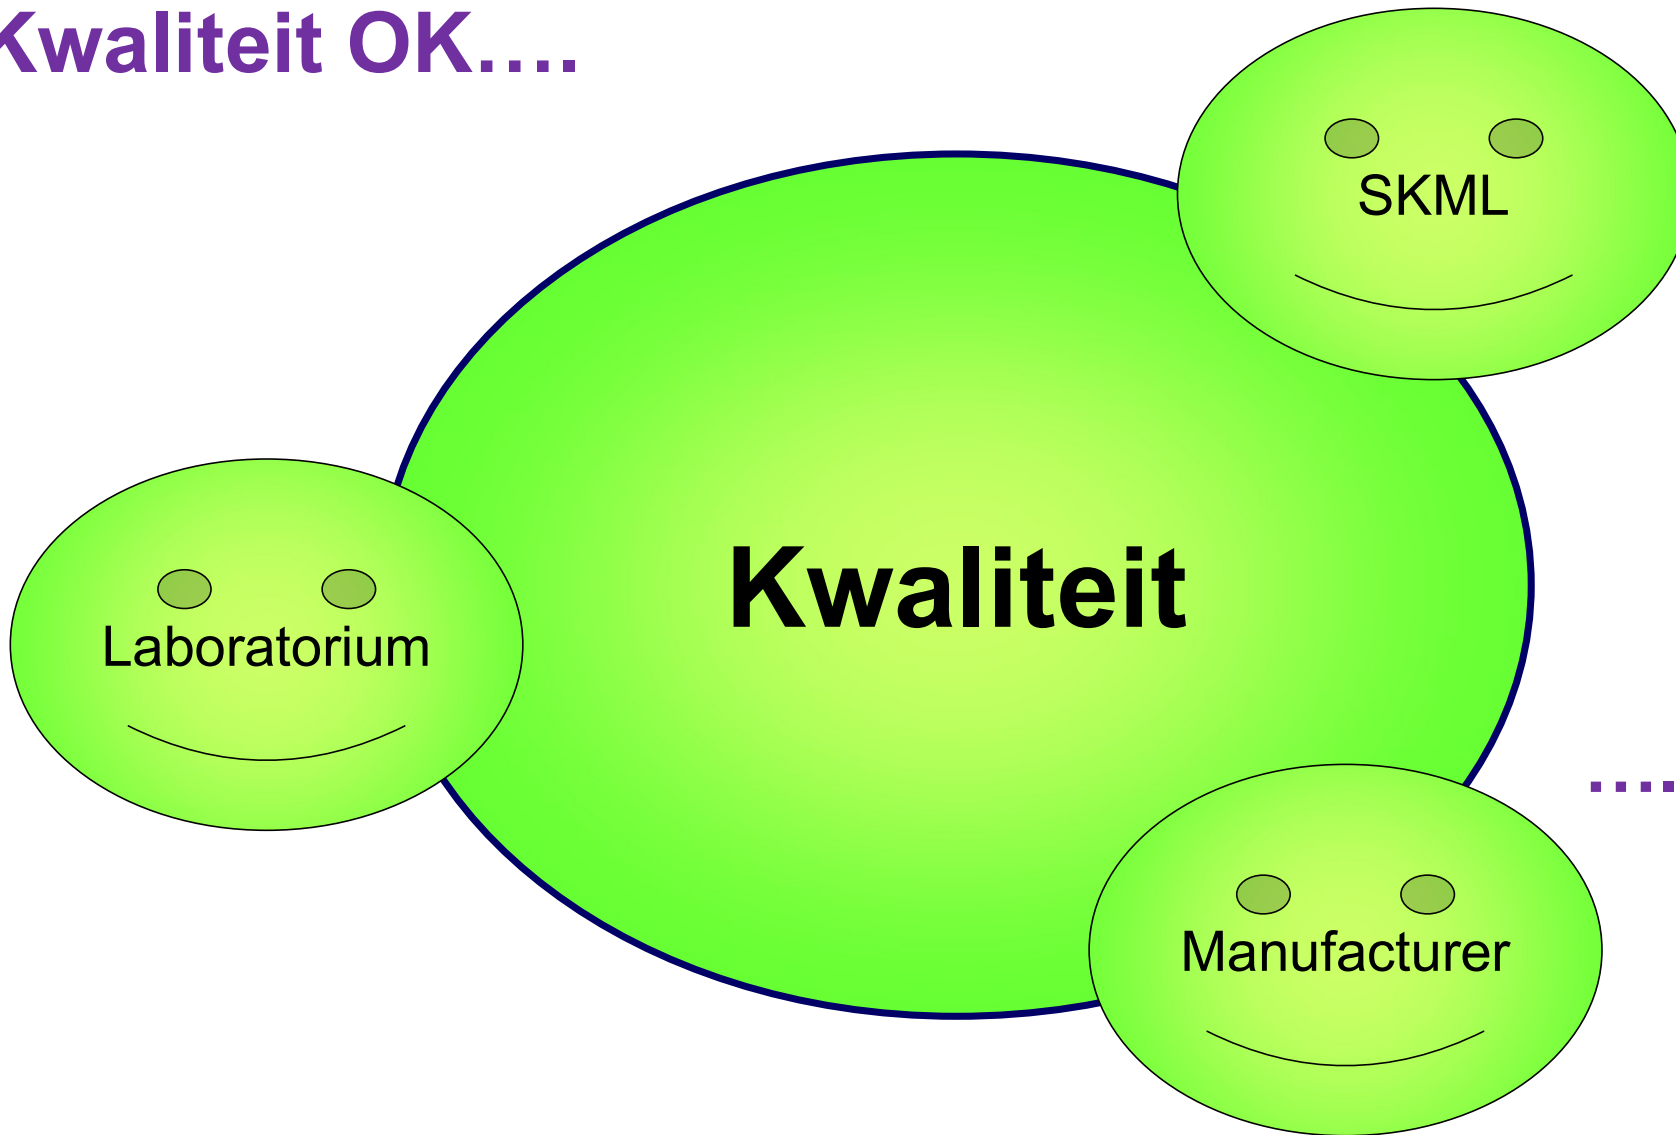 Kwaliteit OK....
SKML
Kwaliteit
Laboratorium
....
Manufacturer